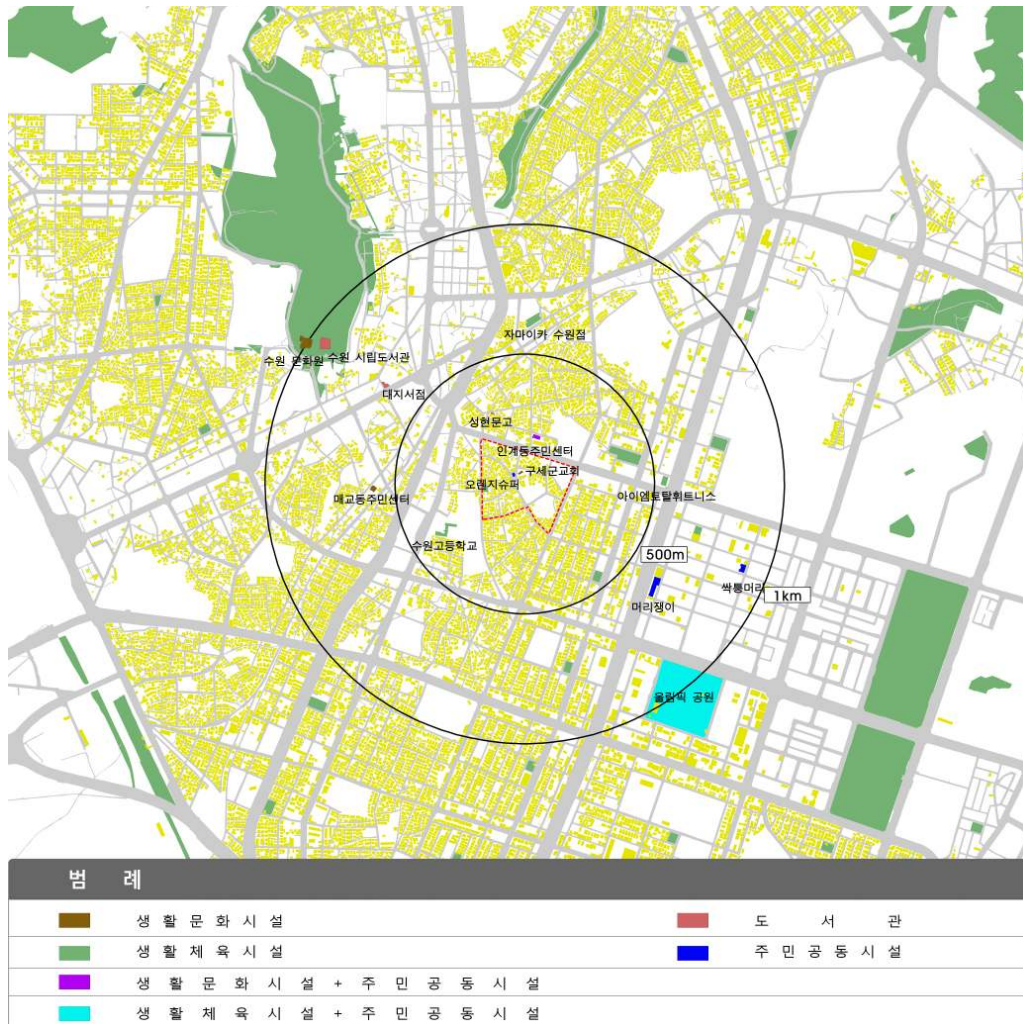 자마이카 수원점
수원 문화원
수원 시립도서관
대지서점
성현문고
인계동주민센터
구세군교회
오렌지슈퍼
매교동주민센터
아이엠토탈휘트니스
수원고등학교
500m
싹통머리
1km
머리쟁이
올림픽 공원
범 례
생 활 문 화 시 설
도 서 관
생 활 체 육 시 설
주 민 공 동 시 설
생 활 문 화 시 설 + 주 민 공 동 시 설
생 활 체 육 시 설 + 주 민 공 동 시 설